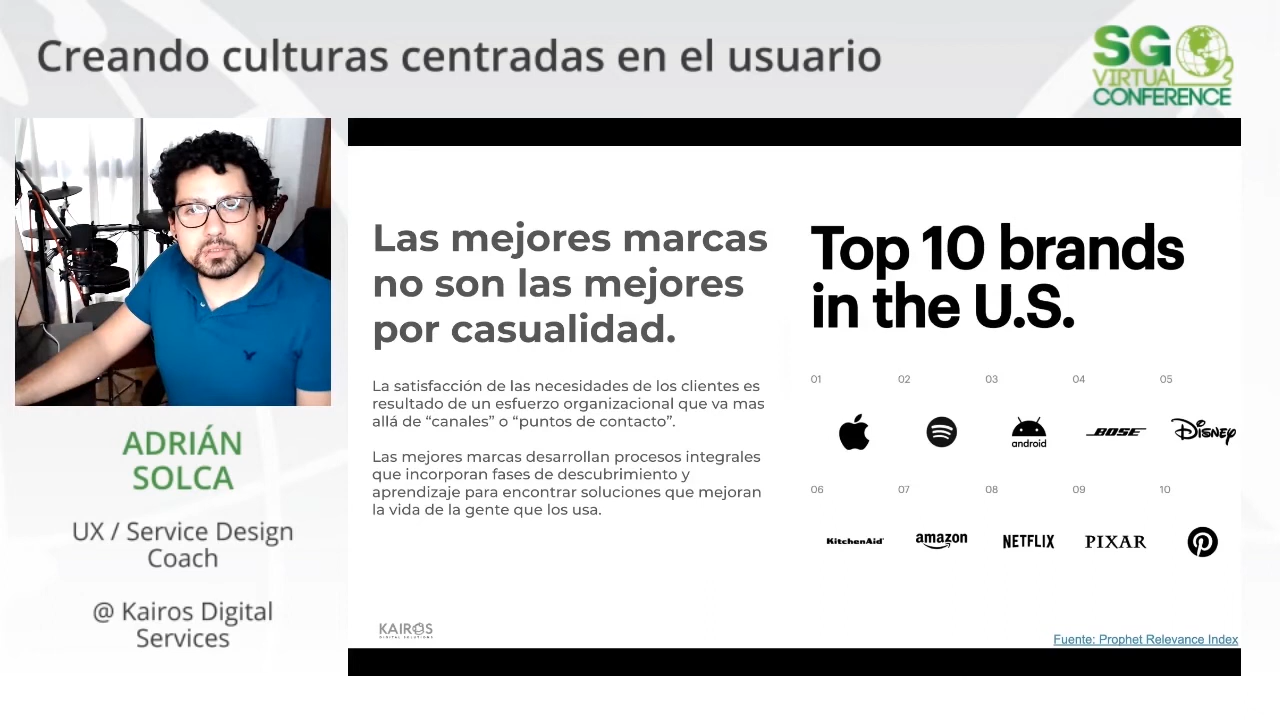 Creando culturas centradas en el usuario
SG
VIRTUAL
CONFERENCE
ADRIÁN
SOLCA
UX / Service Design
Coach
@ Kairos Digital
Services
Las mejores marcas
no son las mejores
por casualidad.
La satisfacción de las necesidades de los clientes es
resultado de un esfuerzo organizacional que va mas
allá de “canales” o “puntos de contacto”.
Las mejores marcas desarrollan procesos integrales
que incorporan fases de descubrimiento y
aprendizaje para encontrar soluciones que mejoran
la vida de la gente que los usa.
KAIROS
DIGITAL SOLUTIONS
Top 10 brands
in the U.S.
01 02 03 04 05
android BOSE Disney
06 07 08 09 10
KitchenAid amazon NETFLIX PIXAR
Fuente: Prophet Relevance Index